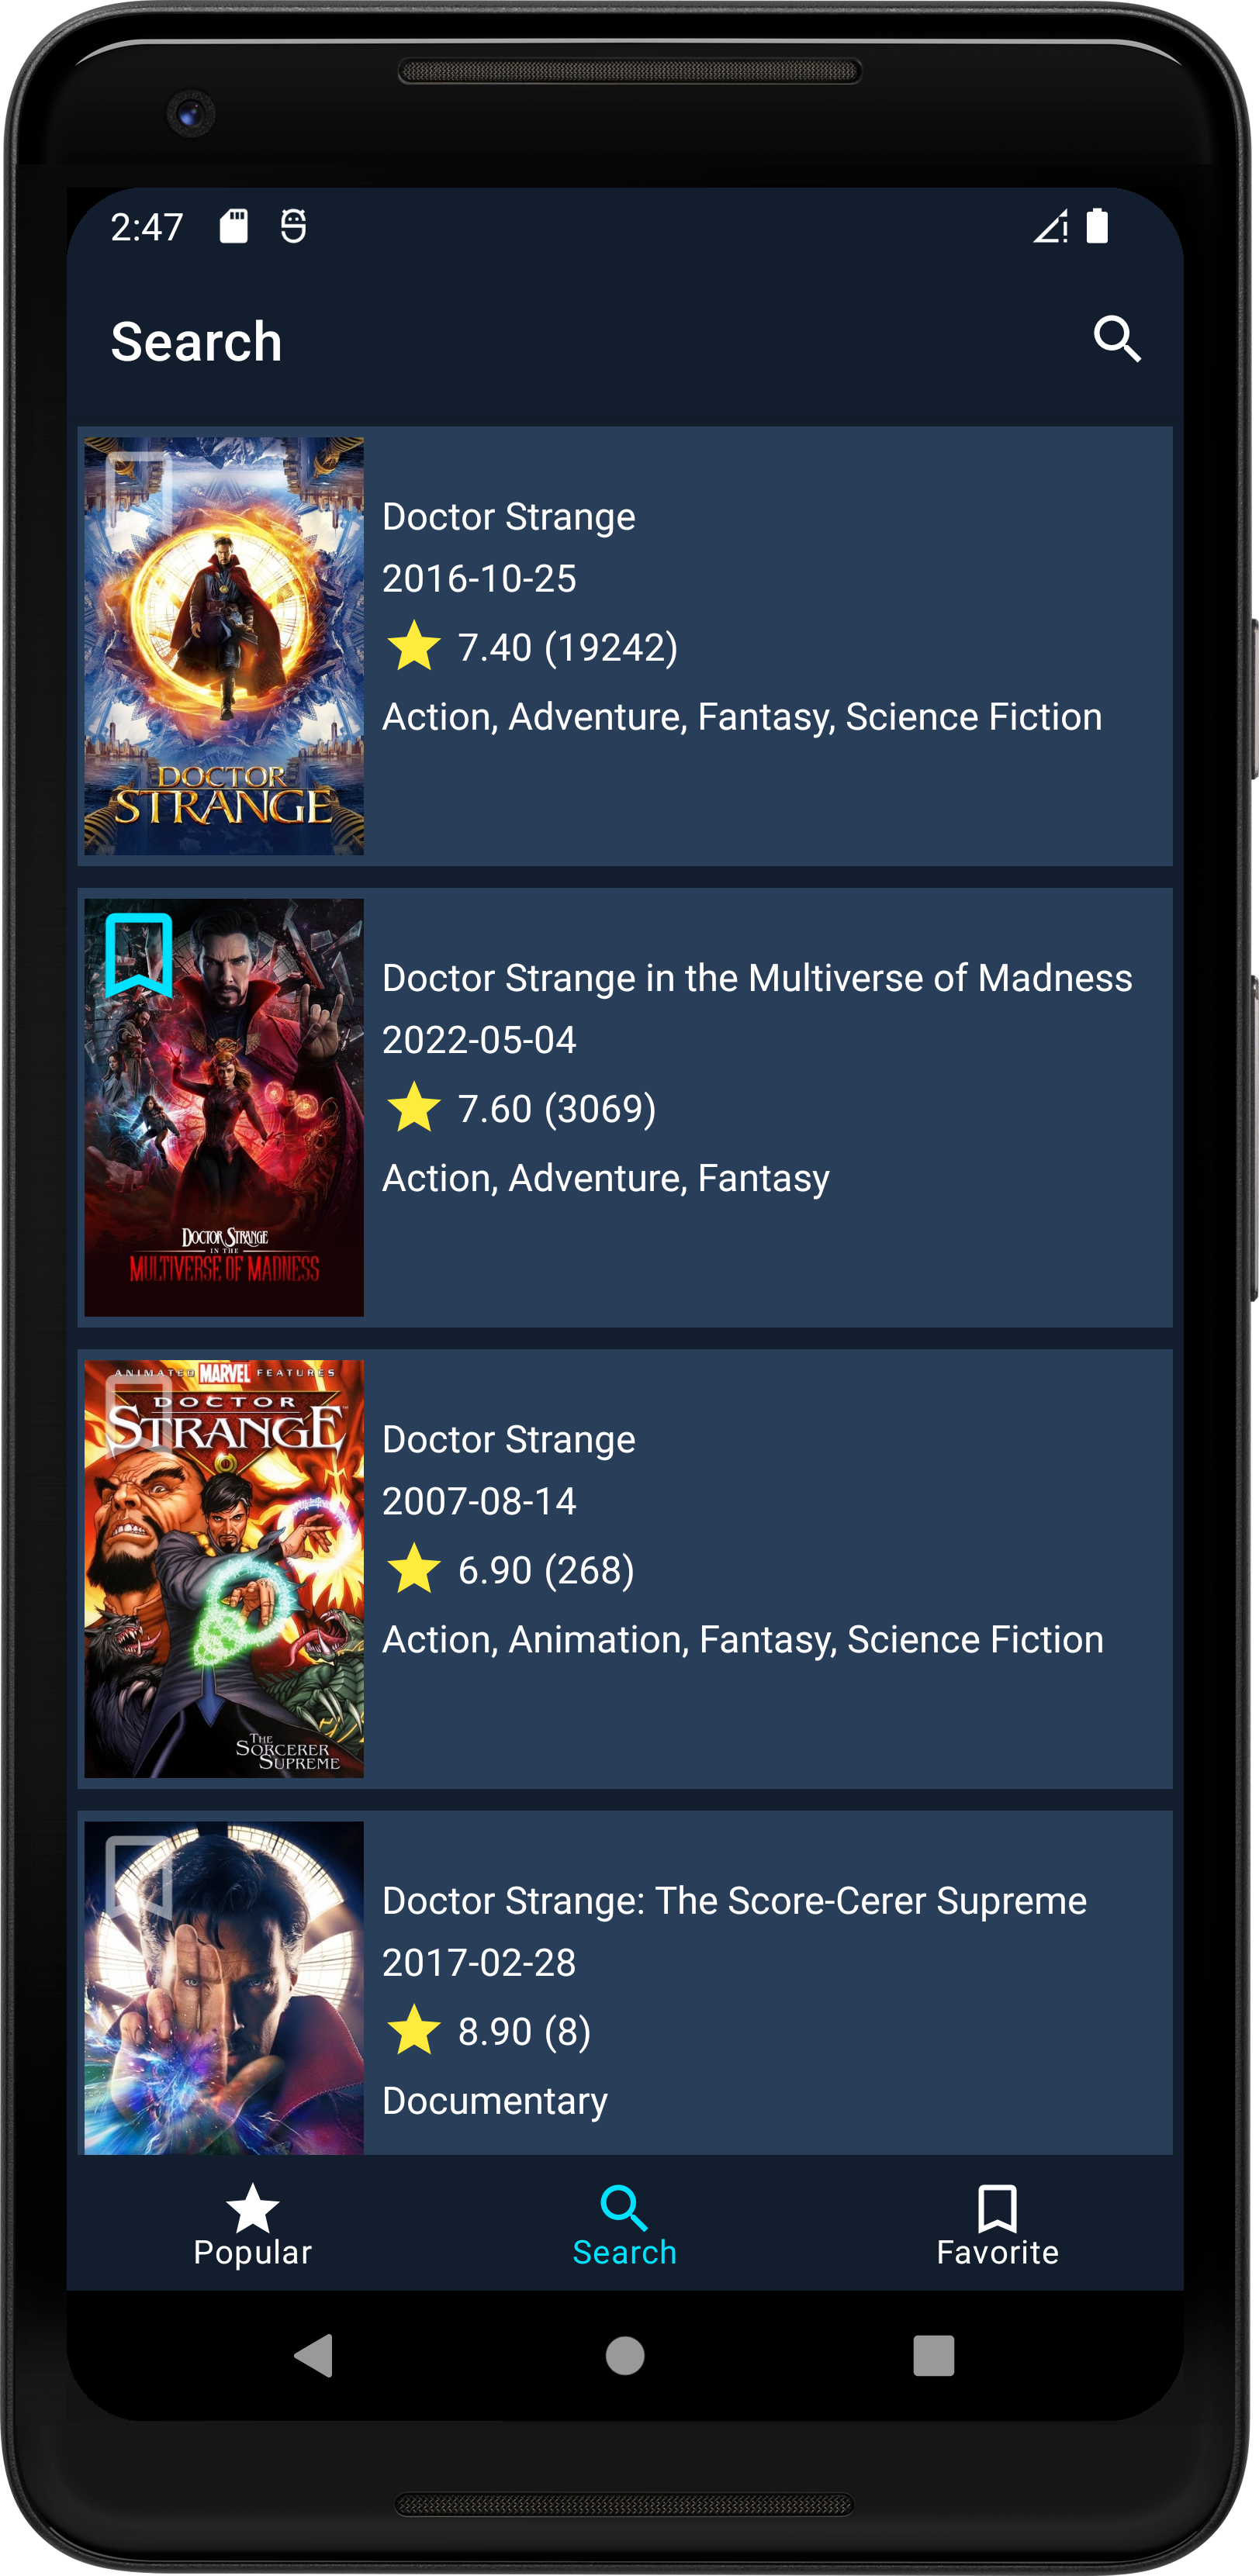 2:47
Search
Doctor Strange
2016-10-25
7.40 (19242)
Action, Adventure, Fantasy, Science Fiction
DOCTOR
STRANGE
Doctor Strange in the Multiverse of Madness
2022-05-04
7.60 (3069)
Action, Adventure, Fantasy
DOCTOR STRANGE
IN THE
MULTIVERSE OF MADNESS
ANIMATED MARVEL FEATURES
DOCTOR
STRANGE
Doctor Strange
2007-08-14
6.90 (268)
Action, Animation, Fantasy, Science Fiction
THE
SORCERER
SUPREME
Doctor Strange: The Score-Cerer Supreme
2017-02-28
8.90 (8)
Documentary
Popular
Search
Favorite